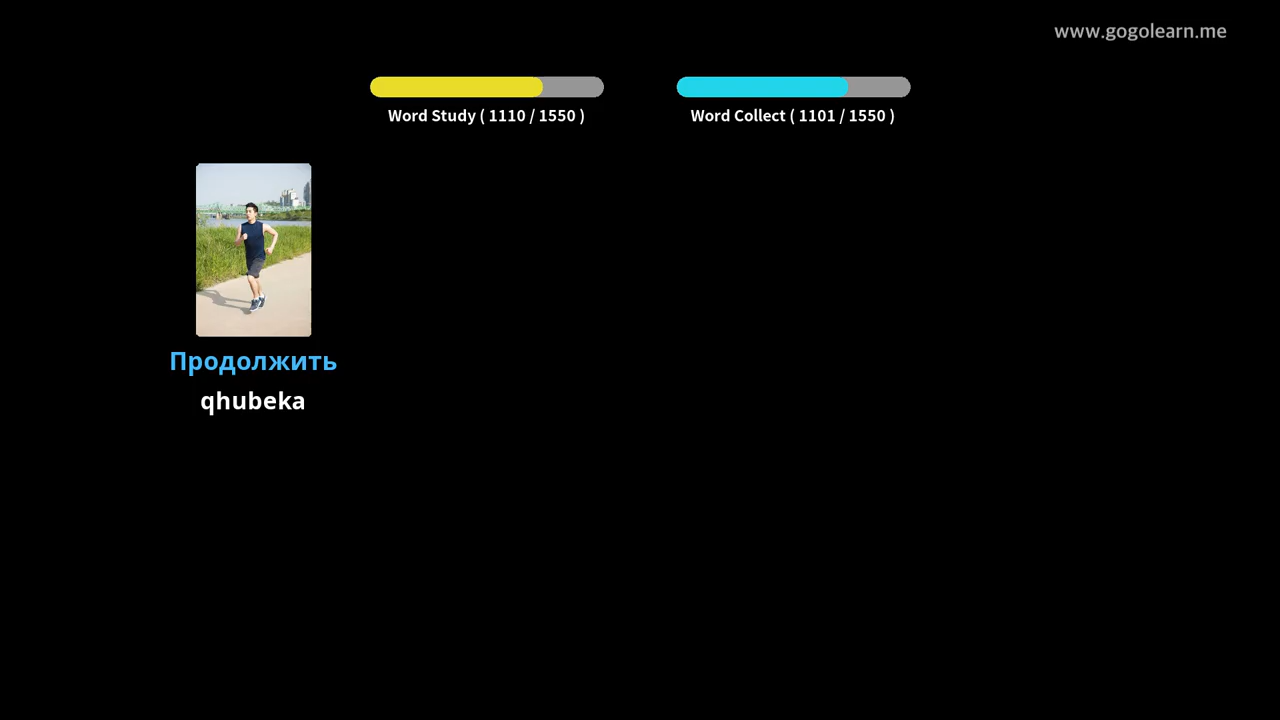 www.gogolearn.me
Word Study ( 1110 / 1550 )
Word Collect ( 1101 / 1550 )
Продолжить
qhubeka